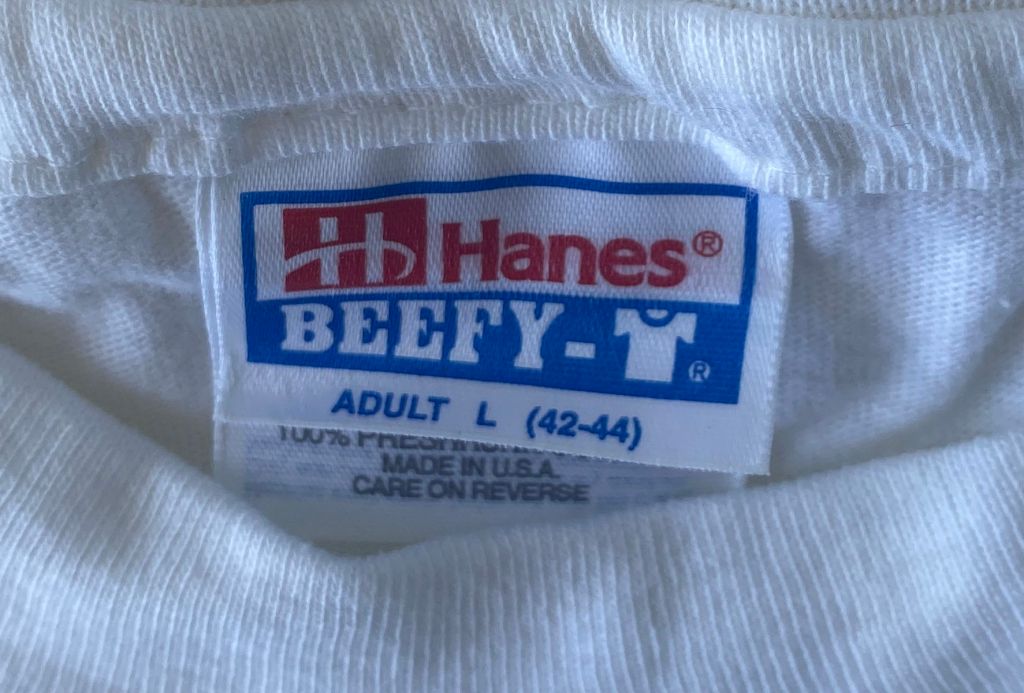 Hanes®
BEEFY-T®
ADULT L (42-44)
100%
MADE IN U.S.A.
CARE ON REVERSE